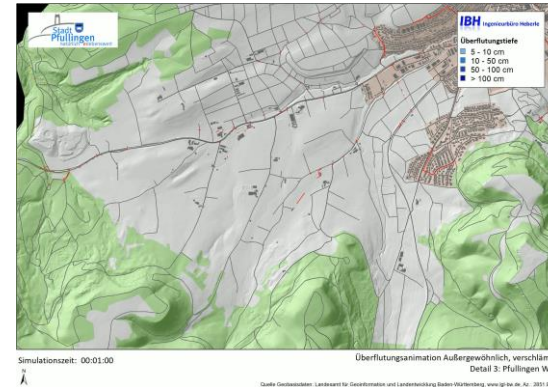 Stadt
Pfullingen
IBH Ingenieurbüro Heberle
Überflutungstiefe
5 - 10 cm
10 - 50 cm
50 - 100 cm
> 100 cm
Simulationszeit: 00:01:00
Überflutungsanimation Außergewöhnlich, verschläm
Detail 3: Pfullingen W
Quelle Geobasisdaten: Landesamt für Geoinformation und Landentwicklung Baden-Württemberg, www.lgl-bw.de, Az.: 2851.